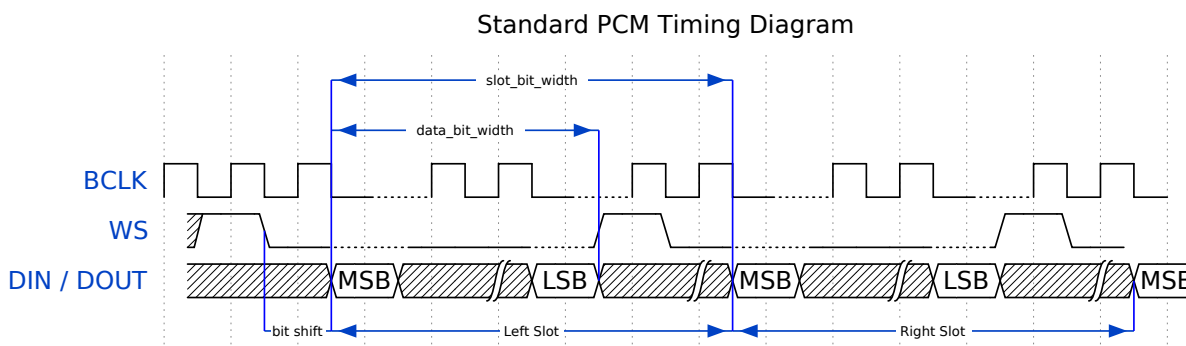 Standard PCM Timing Diagram
slot_bit_width
data_bit_width
BCLK
WS
DIN / DOUT
MSB
LSB
MSB
LSB
MSB
bit shift
Left Slot
Right Slot